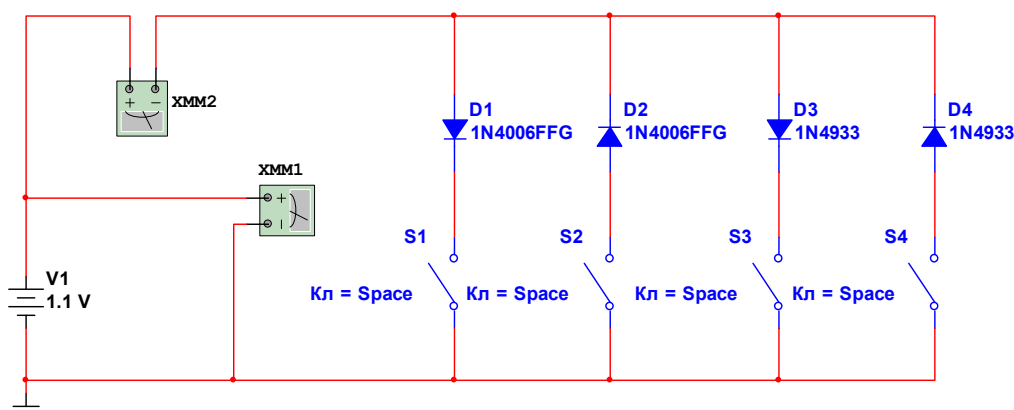 XMM2
+ −
D1
1N4006FFG
D2
1N4006FFG
D3
1N4933
D4
1N4933
XMM1
+
−
S1
S2
S3
S4
V1
1.1 V
Кл = Space
Кл = Space
Кл = Space
Кл = Space